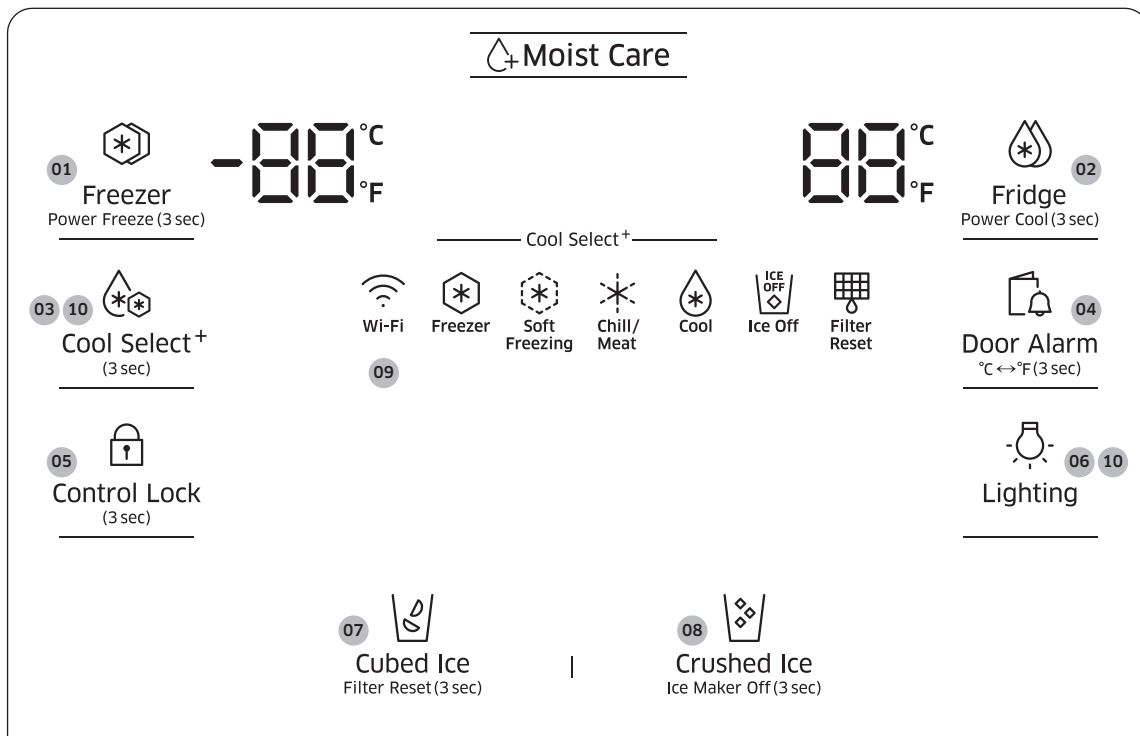 Moist Care
01
Freezer
Power Freeze (3 sec)
-88 °C °F
88 °C °F
02
Fridge
Power Cool (3 sec)
Cool Select+
03 10
Cool Select+
(3 sec)
Wi-Fi
09
Freezer
Soft
Freezing
Chill/
Meat
Cool
ICE
OFF
Ice Off
Filter
Reset
04
Door Alarm
°C ↔ °F (3 sec)
05
Control Lock
(3 sec)
06 10
Lighting
07
Cubed Ice
Filter Reset (3 sec)
08
Crushed Ice
Ice Maker Off (3 sec)